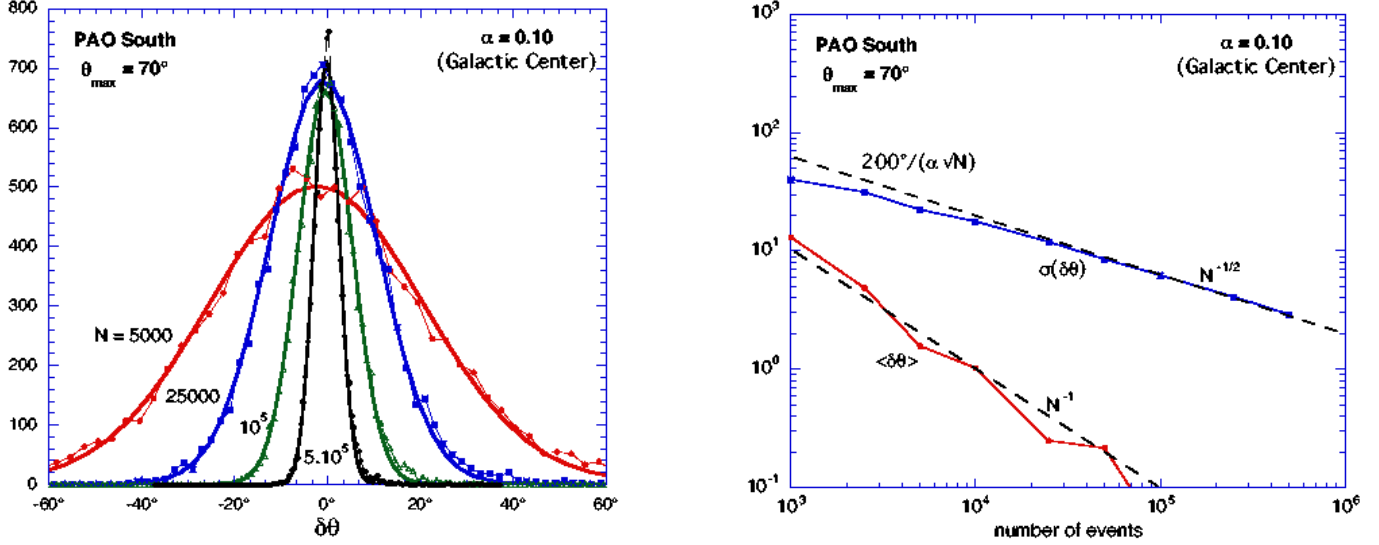 800
700
600
500
400
300
200
100
0
PAO South
θmax = 70°
α = 0.10
(Galactic Center)
N = 5000
25000
10⁵
5.10⁵
-60° -40° -20° 0° 20° 40° 60°
δθ
10³
10²
10¹
10⁰
10⁻¹
PAO South
θmax = 70°
α = 0.10
(Galactic Center)
200°/(α √N)
σ(δθ)
N⁻¹/²
<δθ>
N⁻¹
10³ 10⁴ 10⁵ 10⁶
number of events